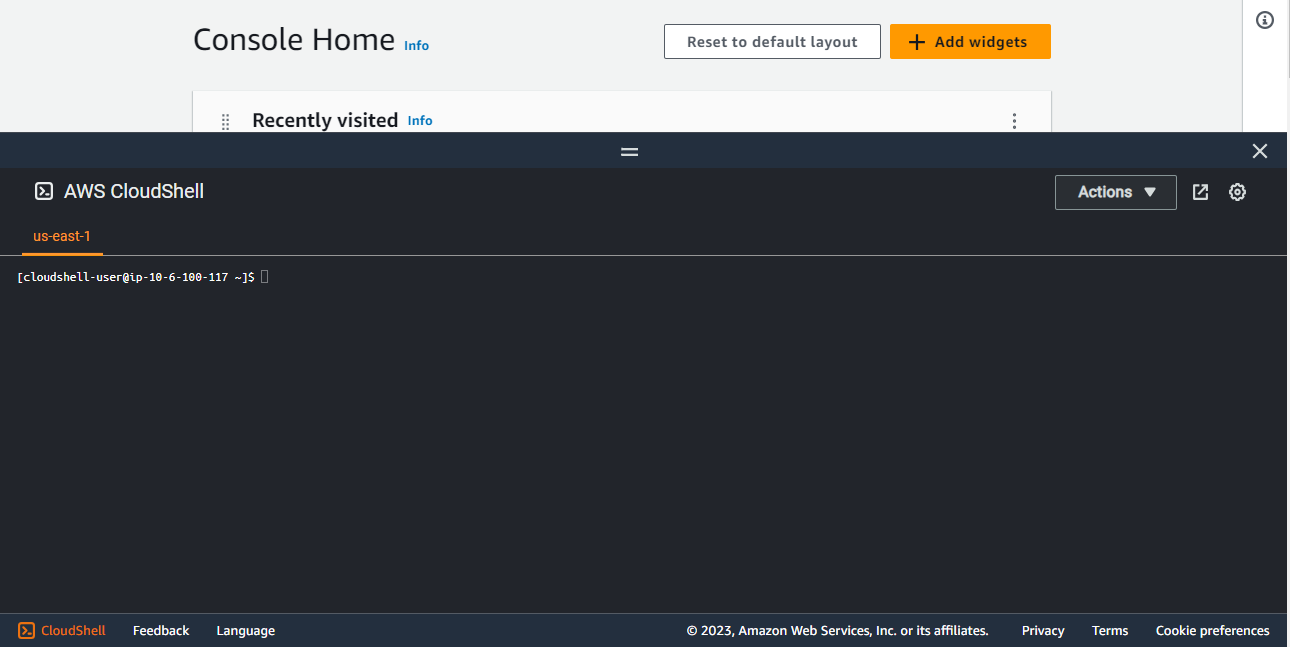 Console Home Info
Reset to default layout
Add widgets
Recently visited Info
AWS CloudShell
Actions
us-east-1
[cloudshell-user@ip-10-6-100-117 ~]$
CloudShell Feedback Language © 2023, Amazon Web Services, Inc. or its affiliates. Privacy Terms Cookie preferences